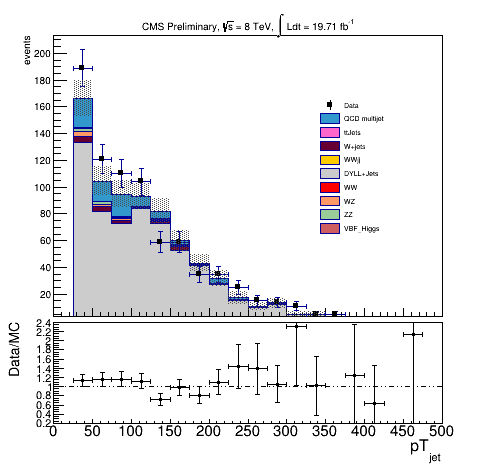 CMS Preliminary, √s = 8 TeV, ∫ Ldt = 19.71 fb⁻¹
events
200
180
160
140
120
100
80
60
40
20
Data
QCD multijet
ttJets
W+jets
WWjj
DYLL+Jets
WW
WZ
ZZ
VBF_Higgs
Data/MC
2.4
2.2
2
1.8
1.6
1.4
1.2
1
0.8
0.6
0.4
0.2
0 50 100 150 200 250 300 350 400 450 500
pT_jet